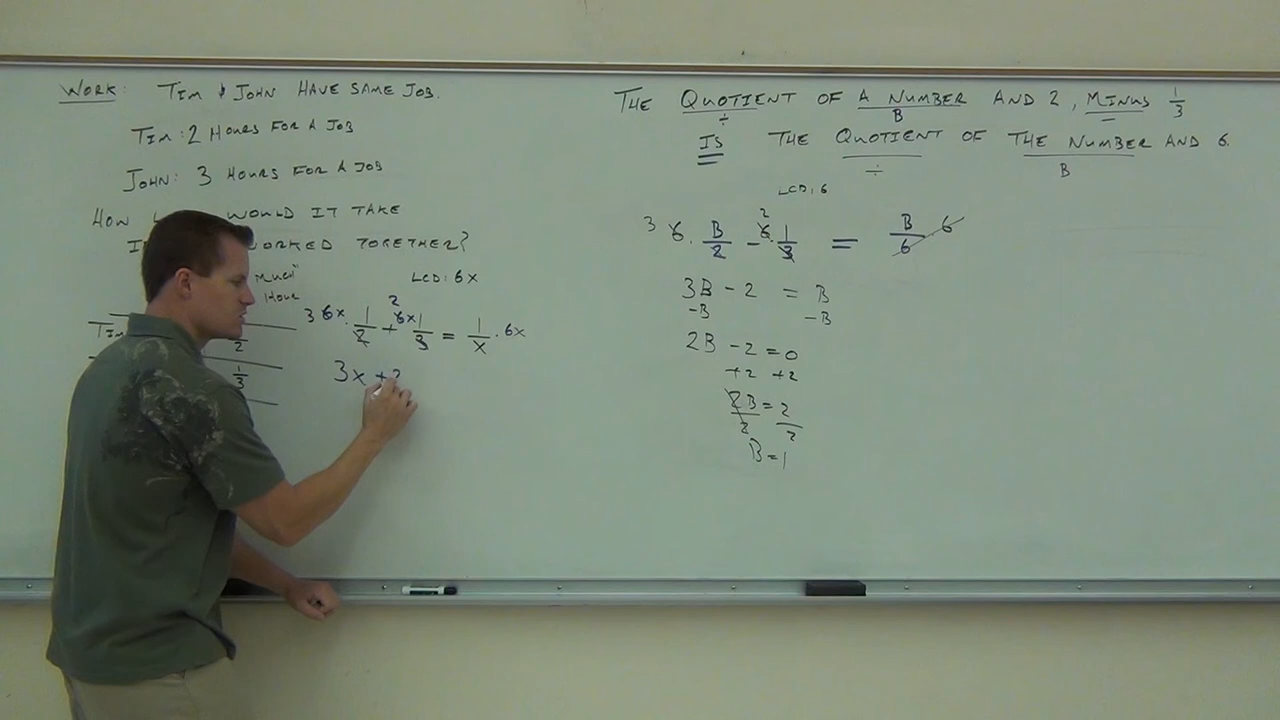 WORK: TIM & JOHN HAVE SAME JOB.
TIM: 2 HOURS FOR A JOB
JOHN: 3 HOURS FOR A JOB
HOW WOULD IT TAKE
WORKED TOGETHER?
MUCH
HOUR
LCD: 6x
3 6x · 1/2 + 2 6x 1/3 = 1/x · 6x
1/2
1/3
3x + 2
THE QUOTIENT OF A NUMBER AND 2, MINUS 1/3
÷ B −
IS THE QUOTIENT OF THE NUMBER AND 6.
= ÷ B
LCD: 6
3 6 · B/2 − 2 6 · 1/3 = B/6 · 6
3B − 2 = B
−B −B
2B − 2 = 0
+2 +2
2B/2 = 2/2
B = 1